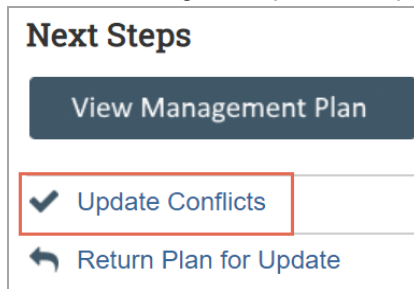 Next Steps
View Management Plan
Update Conflicts
Return Plan for Update